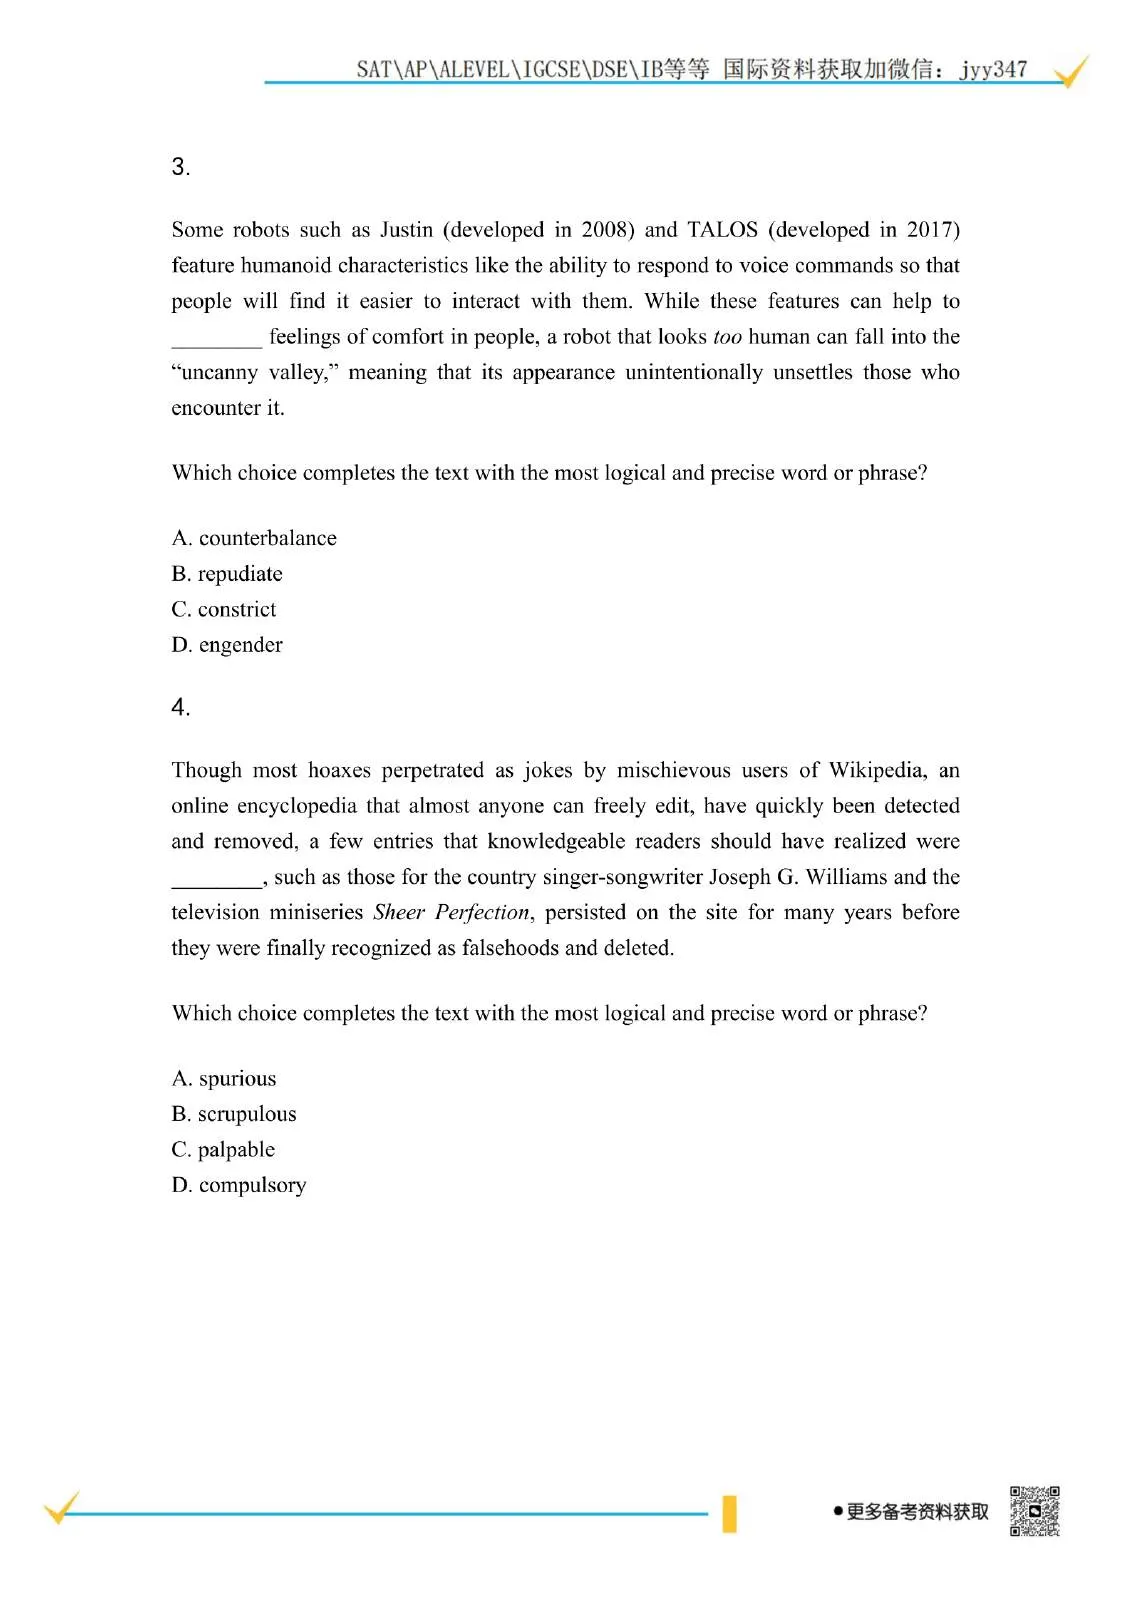 SAT\AP\ALEVEL\IGCSE\DSE\IB等等 国际资料获取加微信：jyy347
3.
Some robots such as Justin (developed in 2008) and TALOS (developed in 2017)
feature humanoid characteristics like the ability to respond to voice commands so that
people will find it easier to interact with them. While these features can help to
________ feelings of comfort in people, a robot that looks too human can fall into the
“uncanny valley,” meaning that its appearance unintentionally unsettles those who
encounter it.
Which choice completes the text with the most logical and precise word or phrase?
A. counterbalance
B. repudiate
C. constrict
D. engender
4.
Though most hoaxes perpetrated as jokes by mischievous users of Wikipedia, an
online encyclopedia that almost anyone can freely edit, have quickly been detected
and removed, a few entries that knowledgeable readers should have realized were
________, such as those for the country singer-songwriter Joseph G. Williams and the
television miniseries Sheer Perfection, persisted on the site for many years before
they were finally recognized as falsehoods and deleted.
Which choice completes the text with the most logical and precise word or phrase?
A. spurious
B. scrupulous
C. palpable
D. compulsory
●更多备考资料获取